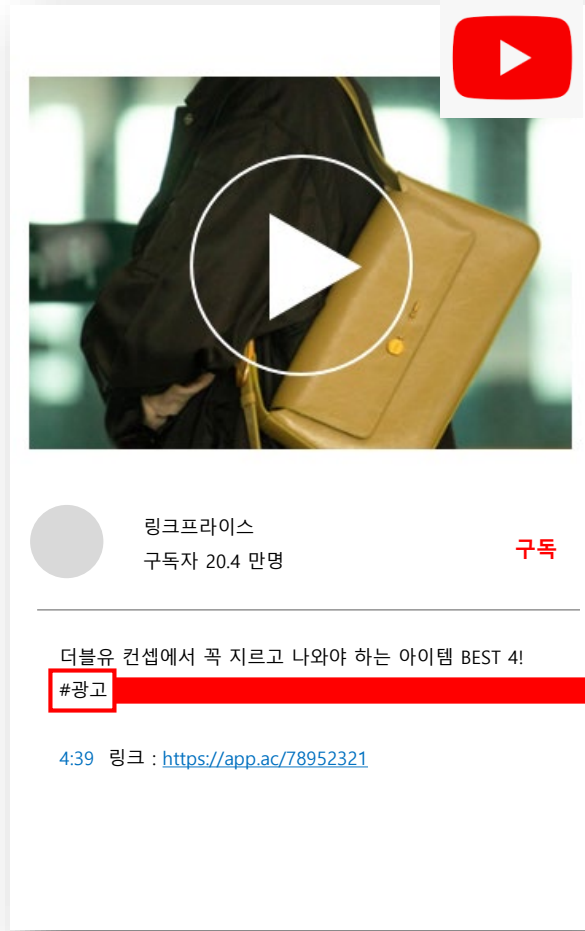 링크프라이스
구독자 20.4 만명
구독
더블유 컨셉에서 꼭 지르고 나와야 하는 아이템 BEST 4!
#광고
4:39 링크 : https://app.ac/78952321